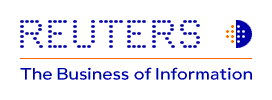 REUTERS
The Business of Information